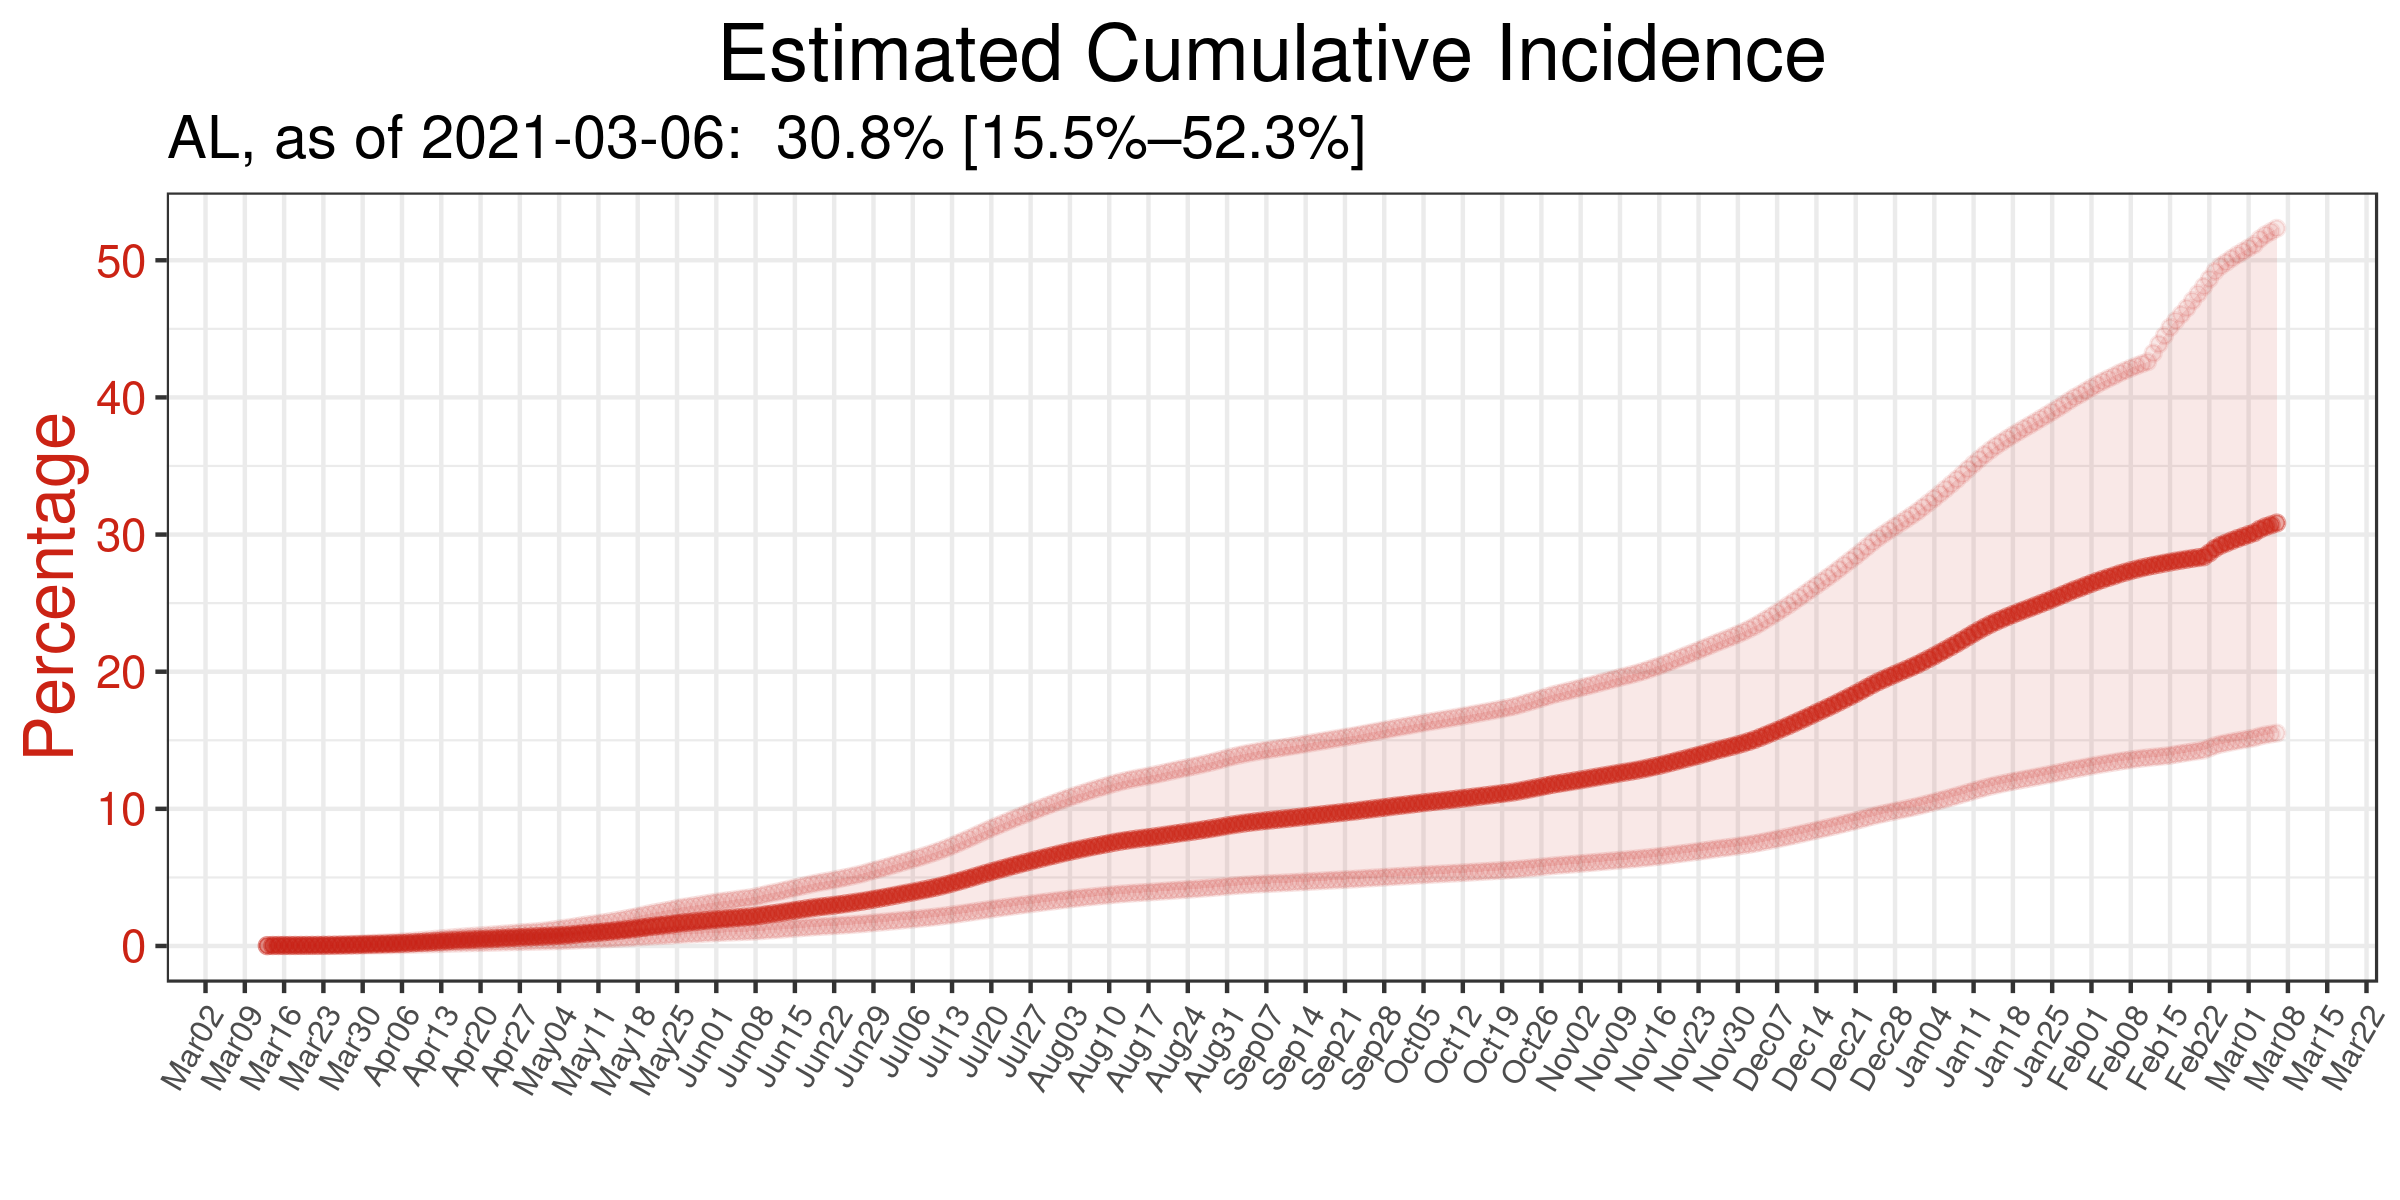 Estimated Cumulative Incidence
AL, as of 2021-03-06:  30.8% [15.5%–52.3%]
Percentage
50
40
30
20
10
0
Mar02
Mar09
Mar16
Mar23
Mar30
Apr06
Apr13
Apr20
Apr27
May04
May11
May18
May25
Jun01
Jun08
Jun15
Jun22
Jun29
Jul06
Jul13
Jul20
Jul27
Aug03
Aug10
Aug17
Aug24
Aug31
Sep07
Sep14
Sep21
Sep28
Oct05
Oct12
Oct19
Oct26
Nov02
Nov09
Nov16
Nov23
Nov30
Dec07
Dec14
Dec21
Dec28
Jan04
Jan11
Jan18
Jan25
Feb01
Feb08
Feb15
Feb22
Mar01
Mar08
Mar15
Mar22